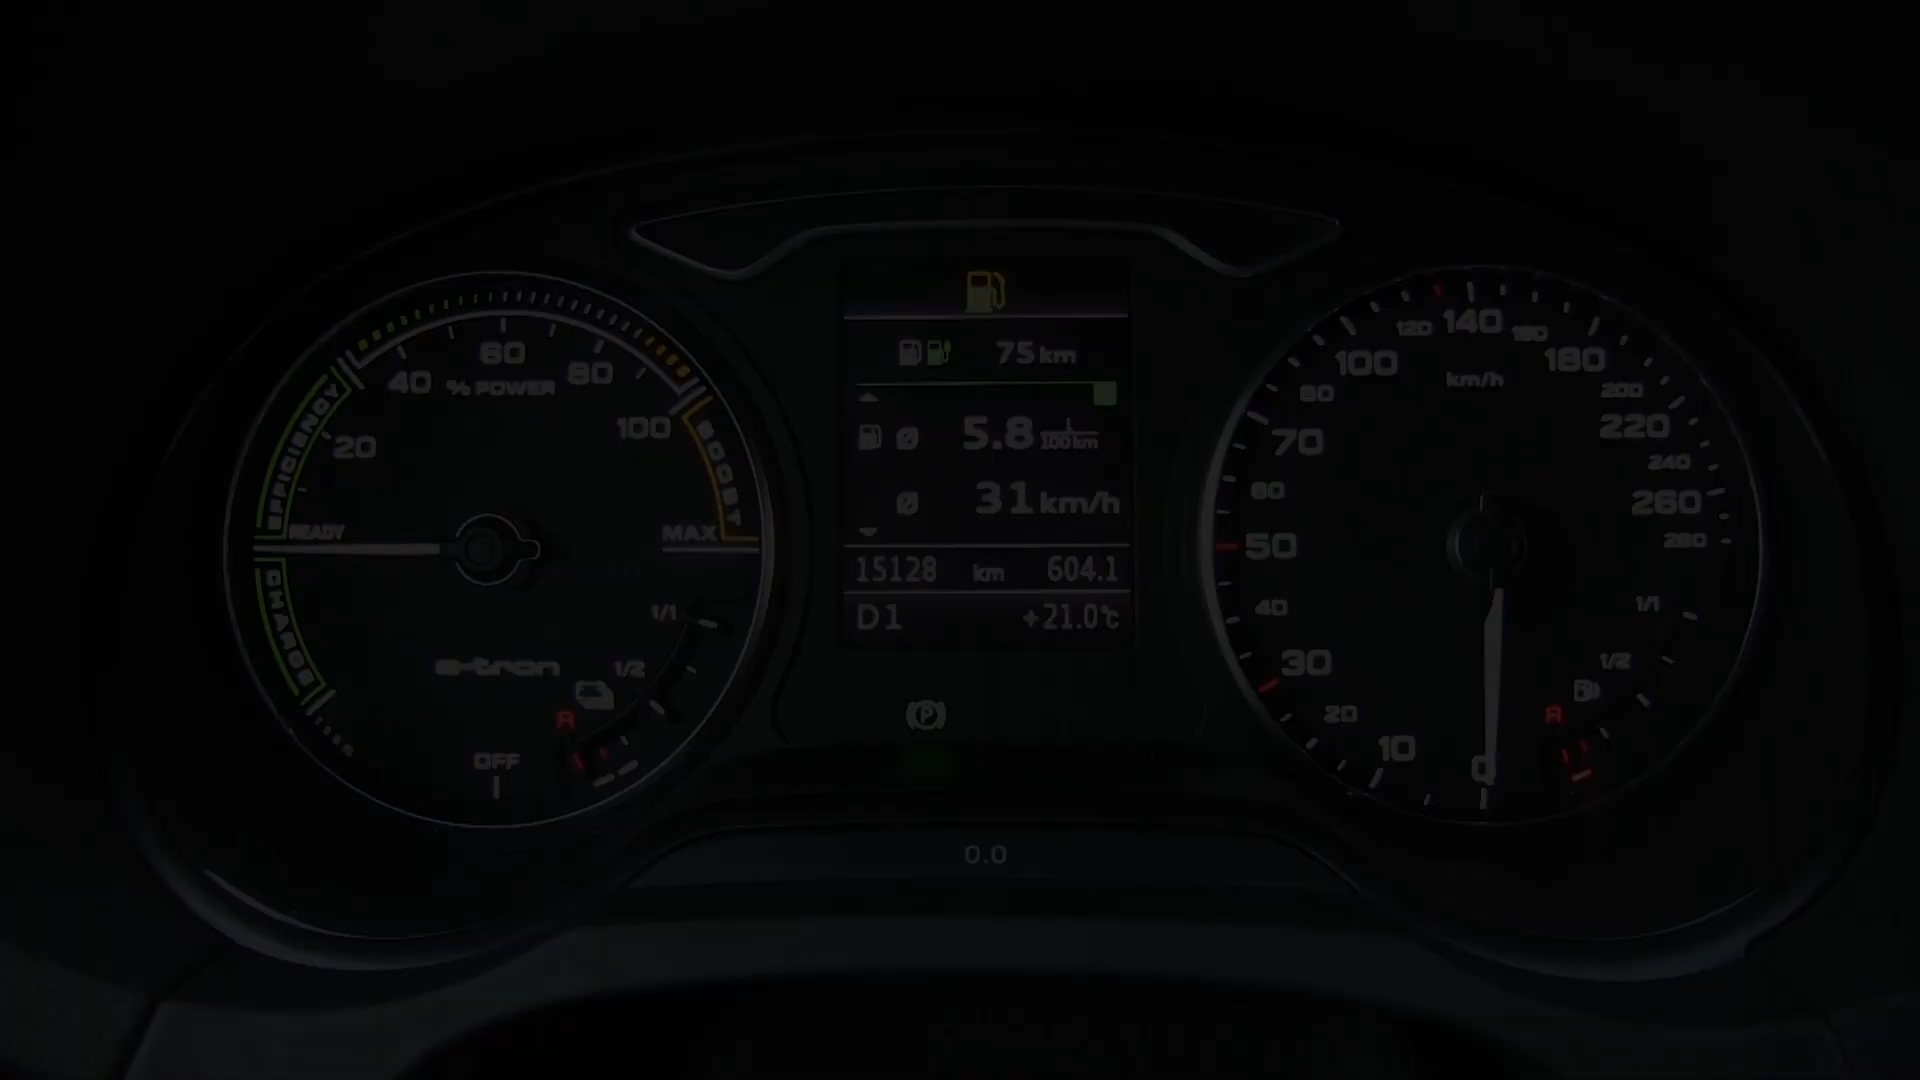 60
40
80
% POWER
20
100
EFFICIENCY
BOOST
READY
MAX
CHARGE
1/1
e-tron
1/2
R
OFF
75 km
5.8 l/100km
Ø
Ø 31 km/h
15128 km 604.1
D1 +21.0°C
(P)
0.0
140
120
160
100
180
km/h
80
200
70
220
60
240
260
50
280
40
1/1
30
1/2
20
R
10
0